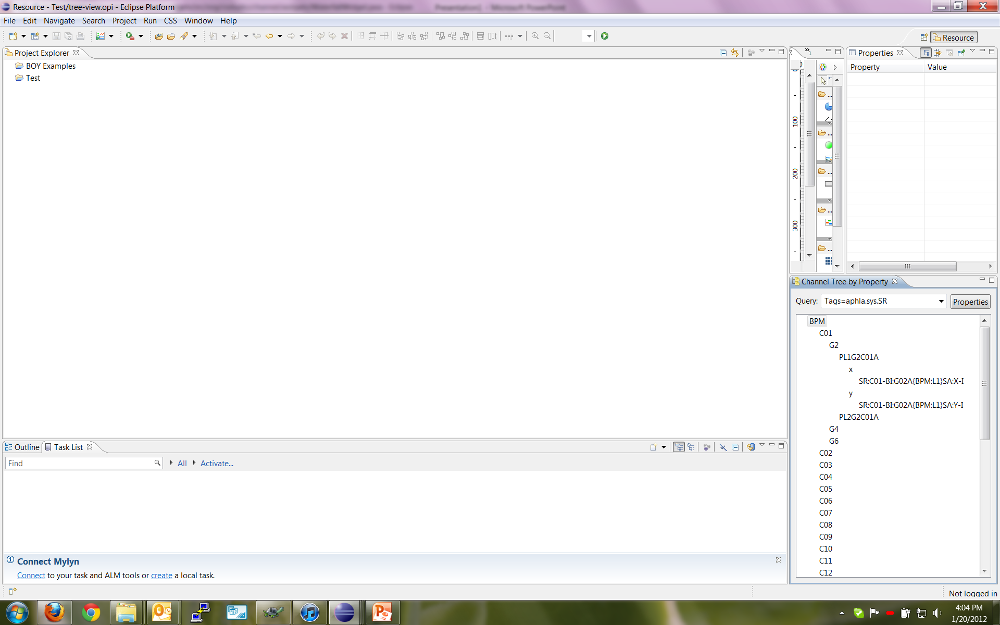 Resource - Test/tree-view.opi - Eclipse Platform
Presentation1 - Microsoft PowerPoint
File Edit Navigate Search Project Run CSS Window Help
Resource
Project Explorer
BOY Examples
Test
1
0
100
200
300
...
...
...
...
...
Properties
Property Value
Channel Tree by Property
Query: Tags=aphla.sys.SR Properties
BPM
C01
G2
PL1G2C01A
x
SR:C01-BI:G02A{BPM:L1}SA:X-I
y
SR:C01-BI:G02A{BPM:L1}SA:Y-I
PL2G2C01A
G4
G6
C02
C03
C04
C05
C06
C07
C08
C09
C10
C11
C12
Outline Task List
Find All Activate...
Connect Mylyn
Connect to your task and ALM tools or create a local task.
Not logged in
4:04 PM
1/20/2012